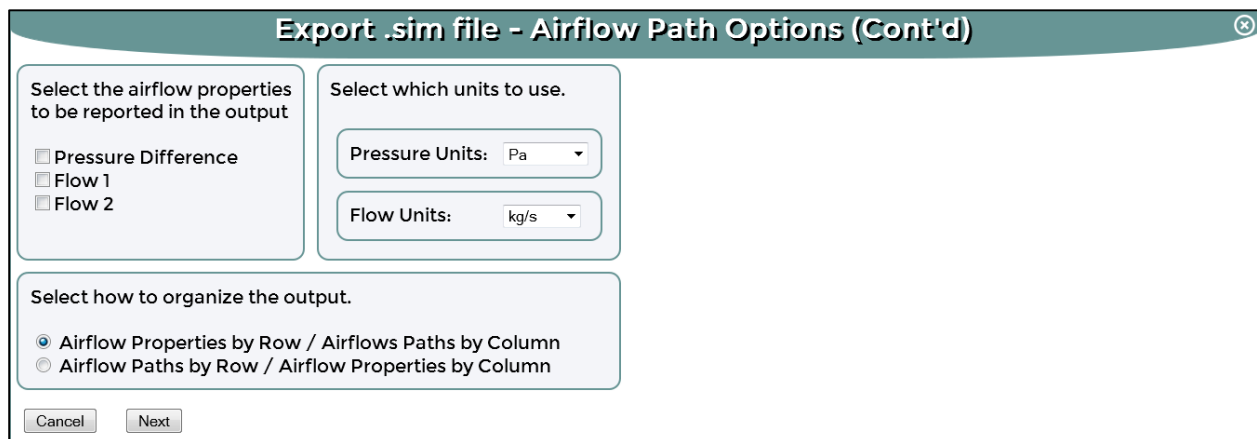 Export .sim file - Airflow Path Options (Cont'd)
Select the airflow properties
to be reported in the output
Pressure Difference
Flow 1
Flow 2
Select which units to use.
Pressure Units: Pa
Flow Units: kg/s
Select how to organize the output.
Airflow Properties by Row / Airflows Paths by Column
Airflow Paths by Row / Airflow Properties by Column
Cancel Next